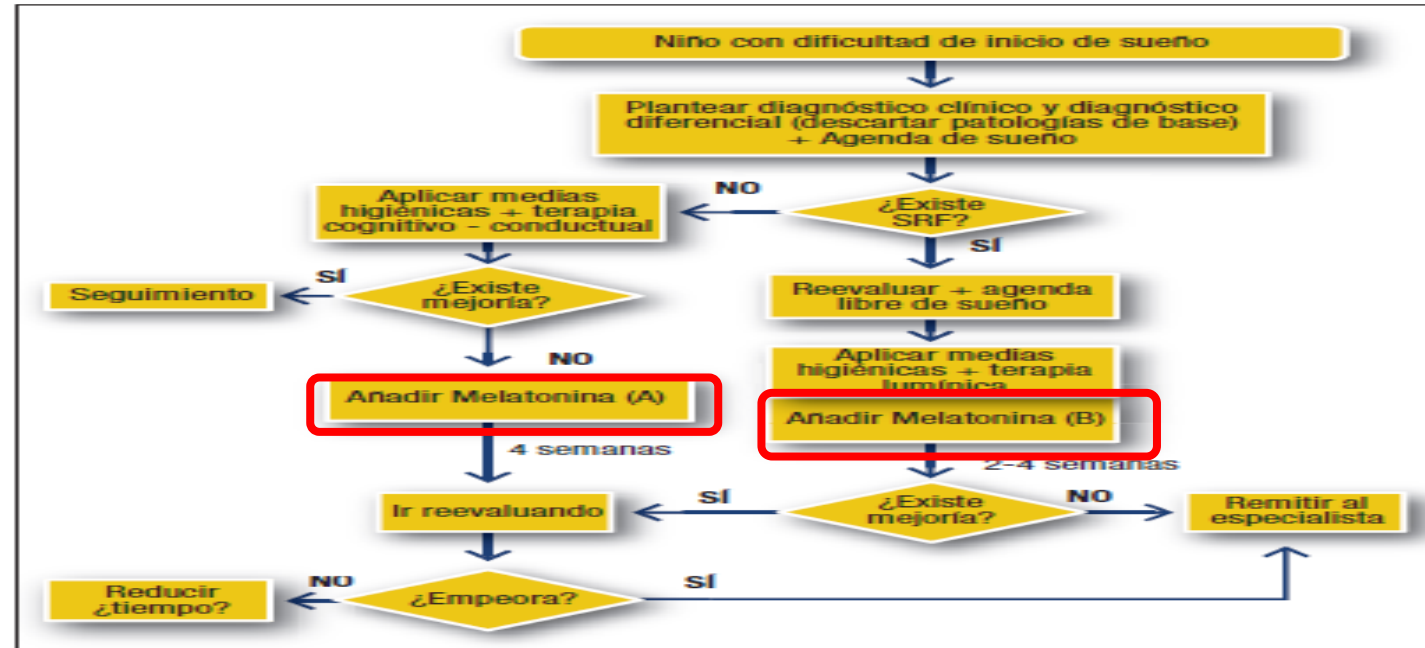 Niño con dificultad de inicio de sueño
Plantear diagnóstico clínico y diagnóstico
diferencial (descartar patologías de base)
+ Agenda de sueño
¿Existe
SRF?
NO
SÍ
Aplicar medias
higiénicas + terapia
cognitivo - conductual
¿Existe
mejoría?
SÍ
Seguimiento
NO
Añadir Melatonina (A)
4 semanas
Reevaluar + agenda
libre de sueño
Aplicar medias
higiénicas + terapia
lumínica
Añadir Melatonina (B)
2-4 semanas
¿Existe
mejoría?
SÍ
NO
Ir reevaluando
Remitir al
especialista
¿Empeora?
NO
SÍ
Reducir
¿tiempo?